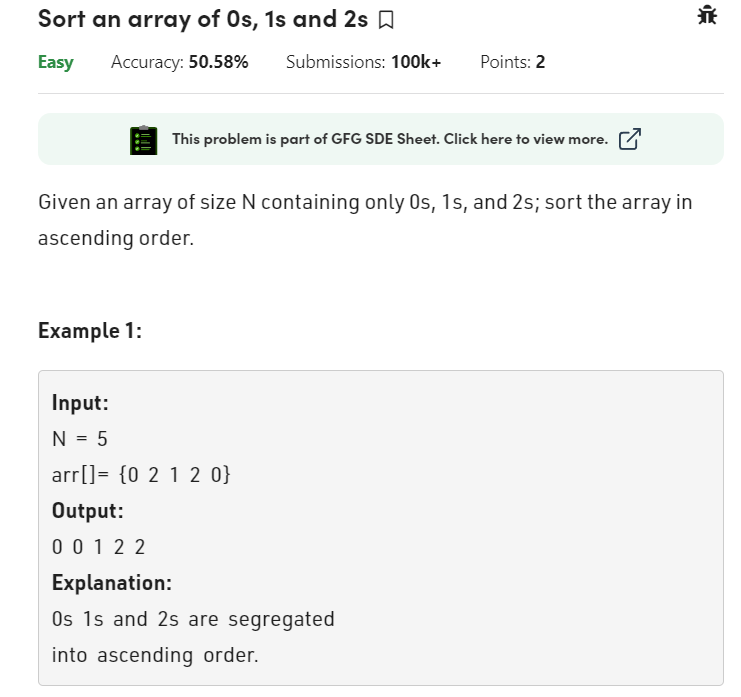 Sort an array of 0s, 1s and 2s
Easy Accuracy: 50.58% Submissions: 100k+ Points: 2
This problem is part of GFG SDE Sheet. Click here to view more.
Given an array of size N containing only 0s, 1s, and 2s; sort the array in
ascending order.
Example 1:
Input:
N = 5
arr[]= {0 2 1 2 0}
Output:
0 0 1 2 2
Explanation:
0s 1s and 2s are segregated
into ascending order.